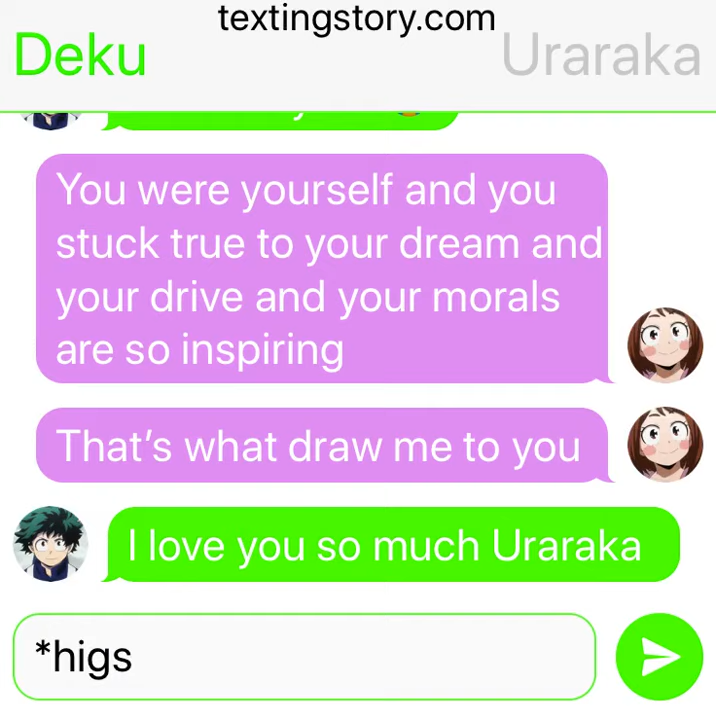 textingstory.com
Deku
Uraraka
You were yourself and you
stuck true to your dream and
your drive and your morals
are so inspiring
That’s what draw me to you
I love you so much Uraraka
*higs